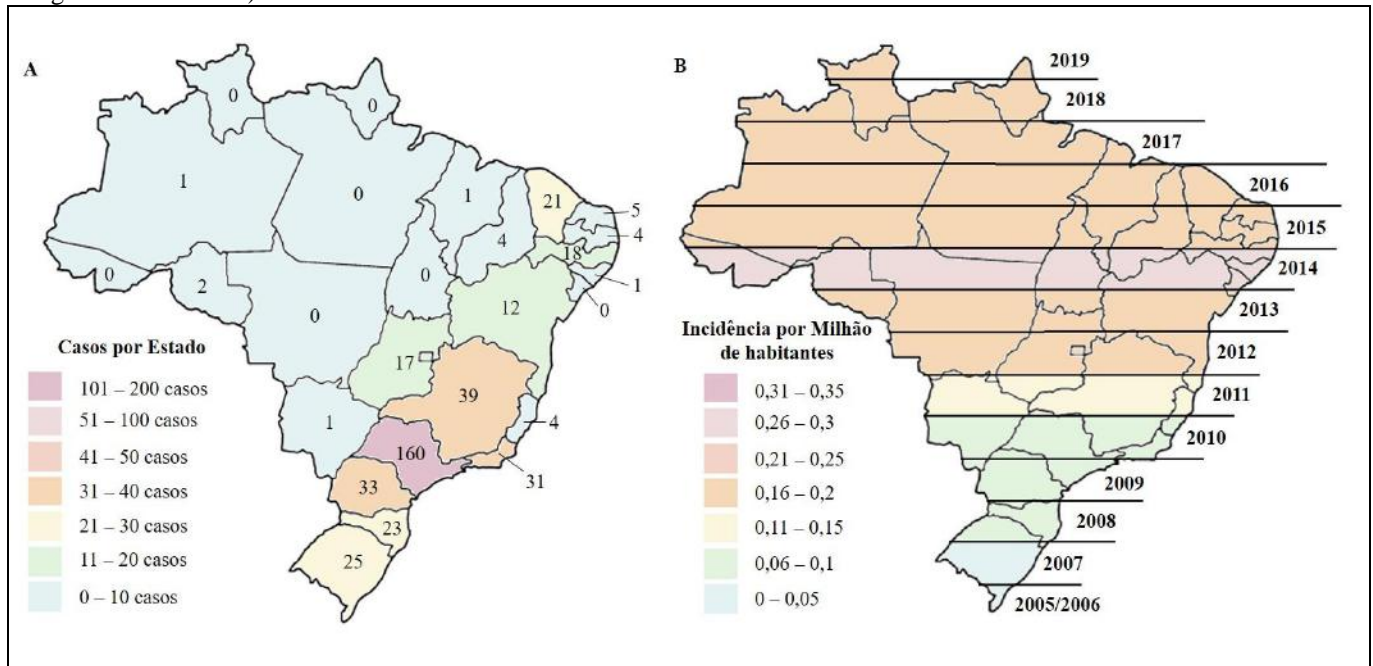 A
0
0
1
0
1
21
5
4
4
18
0
2
0
1
0
0
12
17
39
1
4
160
31
33
23
25
Casos por Estado
101 – 200 casos
51 – 100 casos
41 – 50 casos
31 – 40 casos
21 – 30 casos
11 – 20 casos
0 – 10 casos
B
2019
2018
2017
2016
2015
2014
2013
2012
2011
2010
2009
2008
2007
2005/2006
Incidência por Milhão
de habitantes
0,31 – 0,35
0,26 – 0,3
0,21 – 0,25
0,16 – 0,2
0,11 – 0,15
0,06 – 0,1
0 – 0,05